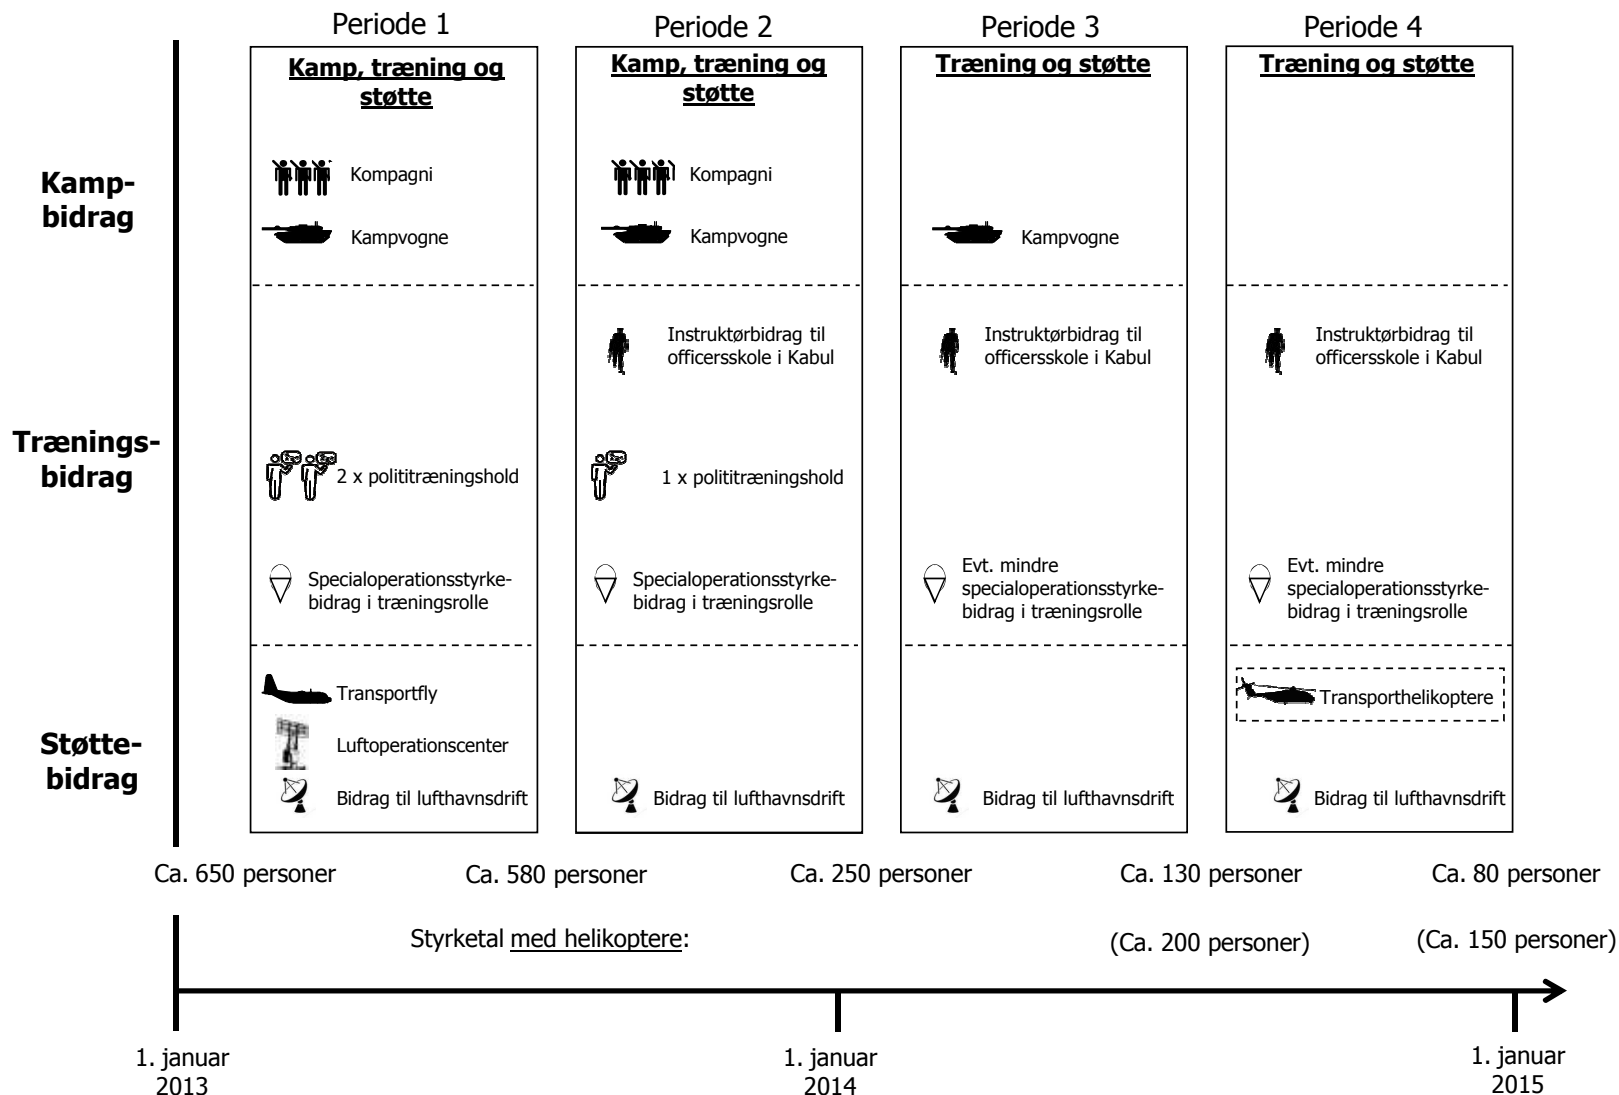 Periode 1
Periode 2
Periode 3
Periode 4
Kamp, træning og
støtte
Kamp, træning og
støtte
Træning og støtte
Træning og støtte
Kamp-
bidrag
Kompagni
Kompagni
Kampvogne
Kampvogne
Kampvogne
Trænings-
bidrag
Instruktørbidrag til
officersskole i Kabul
Instruktørbidrag til
officersskole i Kabul
Instruktørbidrag til
officersskole i Kabul
2 x polititræningshold
1 x polititræningshold
Specialoperationsstyrke-
bidrag i træningsrolle
Specialoperationsstyrke-
bidrag i træningsrolle
Evt. mindre
specialoperationsstyrke-
bidrag i træningsrolle
Evt. mindre
specialoperationsstyrke-
bidrag i træningsrolle
Støtte-
bidrag
Transportfly
Transporthelikoptere
Luftoperationscenter
Bidrag til lufthavnsdrift
Bidrag til lufthavnsdrift
Bidrag til lufthavnsdrift
Bidrag til lufthavnsdrift
Ca. 650 personer
Ca. 580 personer
Ca. 250 personer
Ca. 130 personer
Ca. 80 personer
Styrketal med helikoptere:
(Ca. 200 personer)
(Ca. 150 personer)
1. januar
2013
1. januar
2014
1. januar
2015